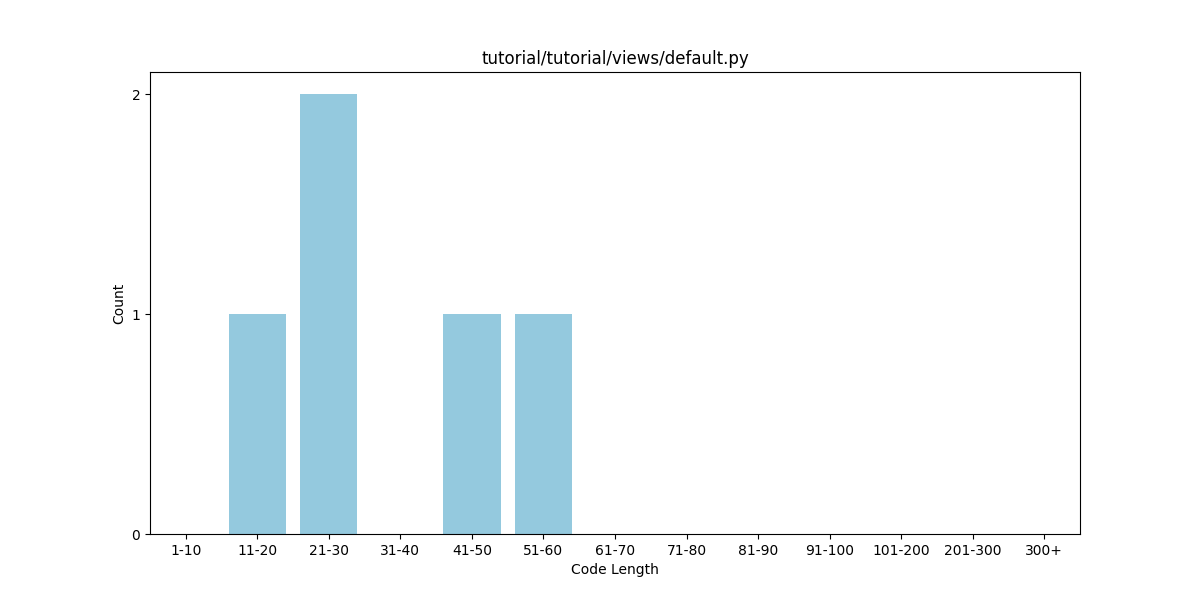 tutorial/tutorial/views/default.py
2
1
0
Count
1-10 11-20 21-30 31-40 41-50 51-60 61-70 71-80 81-90 91-100 101-200 201-300 300+
Code Length